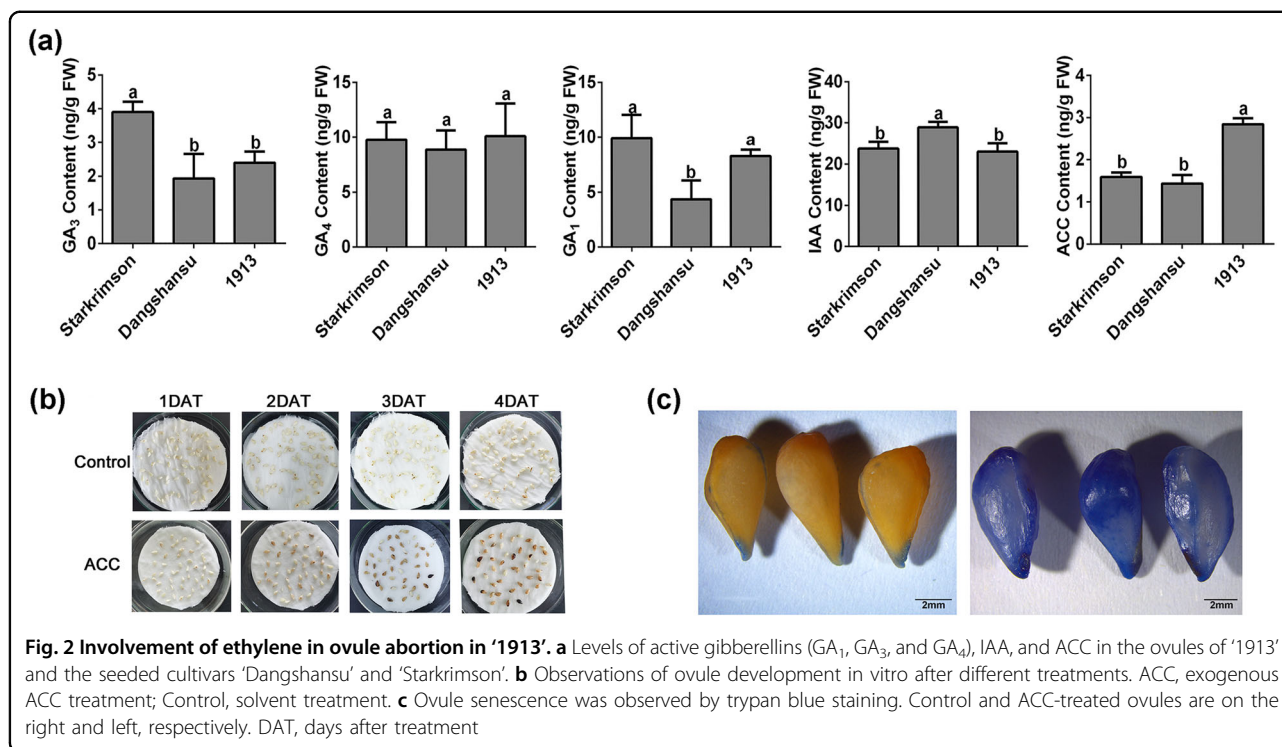 (a)
GA₃ Content (ng/g FW)
5
4
3
2
1
0
a
b
b
Starkrimson
Dangshansu
1913
GA₄ Content (ng/g FW)
15
10
5
0
a
a
a
Starkrimson
Dangshansu
1913
GA₁ Content (ng/g FW)
15
10
5
0
a
b
a
Starkrimson
Dangshansu
1913
IAA Content (ng/g FW)
40
30
20
10
0
b
a
b
Starkrimson
Dangshansu
1913
ACC Content (ng/g FW)
4
3
2
1
0
b
b
a
Starkrimson
Dangshansu
1913
(b)
1DAT 2DAT 3DAT 4DAT
Control
ACC
(c)
2mm
2mm
Fig. 2 Involvement of ethylene in ovule abortion in ‘1913’. a Levels of active gibberellins (GA₁, GA₃, and GA₄), IAA, and ACC in the ovules of ‘1913’
and the seeded cultivars ‘Dangshansu’ and ‘Starkrimson’. b Observations of ovule development in vitro after different treatments. ACC, exogenous
ACC treatment; Control, solvent treatment. c Ovule senescence was observed by trypan blue staining. Control and ACC-treated ovules are on the
right and left, respectively. DAT, days after treatment